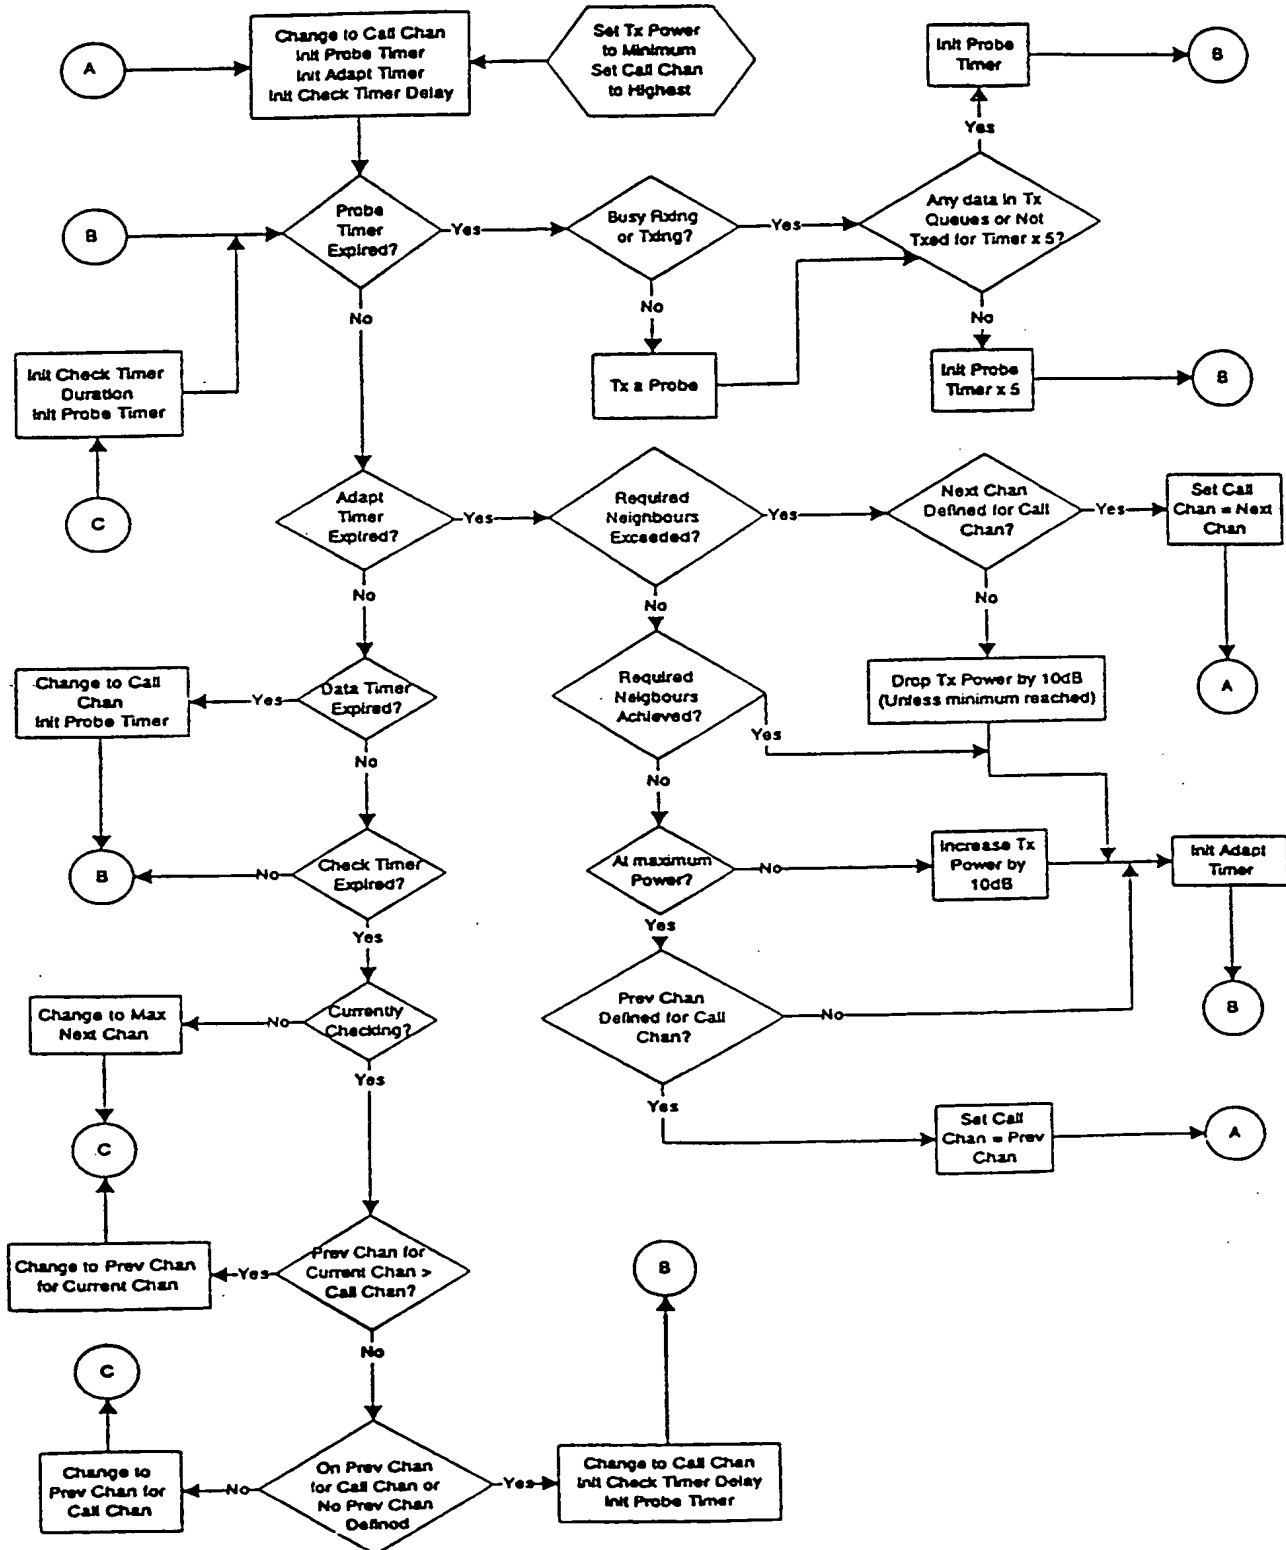 A
Change to Call Chan
Init Probe Timer
Init Adapt Timer
Init Check Timer Delay
Set Tx Power
to Minimum
Set Call Chan
to Highest
Init Probe
Timer
B
Yes
B
Probe
Timer
Expired?
Yes
Busy Rxing
or Txing?
Yes
Any data in Tx
Queues or Not
Txed for Timer x 5?
No
No
No
Init Check Timer
Duration
Init Probe Timer
Tx a Probe
Init Probe
Timer x 5
B
C
Adapt
Timer
Expired?
Yes
Required
Neighbours
Exceeded?
Yes
Next Chan
Defined for Call
Chan?
Yes
Set Call
Chan = Next
Chan
No
No
No
Change to Call
Chan
Init Probe Timer
Yes
Data Timer
Expired?
Required
Neigbours
Achieved?
Yes
Drop Tx Power by 10dB
(Unless minimum reached)
A
No
No
B
No
Check Timer
Expired?
At maximum
Power?
No
Increase Tx
Power by
10dB
Init Adapt
Timer
Yes
Yes
Change to Max
Next Chan
No
Currently
Checking?
Prev Chan
Defined for Call
Chan?
No
B
Yes
Yes
C
Set Call
Chan = Prev
Chan
A
Change to Prev Chan
for Current Chan
Yes
Prev Chan for
Current Chan >
Call Chan?
B
No
C
Change to
Prev Chan for
Call Chan
No
On Prev Chan
for Call Chan or
No Prev Chan
Defined
Yes
Change to Call Chan
Init Check Timer Delay
Init Probe Timer